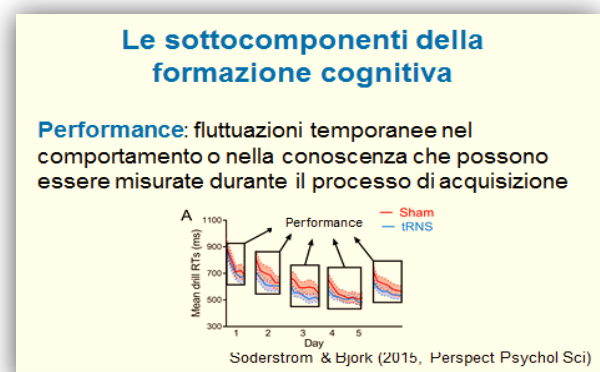 Le sottocomponenti della
formazione cognitiva
Performance: fluttuazioni temporanee nel
comportamento o nella conoscenza che possono
essere misurate durante il processo di acquisizione
A
Performance
Sham
tRNS
Mean drill RTs (ms)
1100
900
700
500
300
1 2 3 4 5
Day
Soderstrom & Bjork (2015, Perspect Psychol Sci)